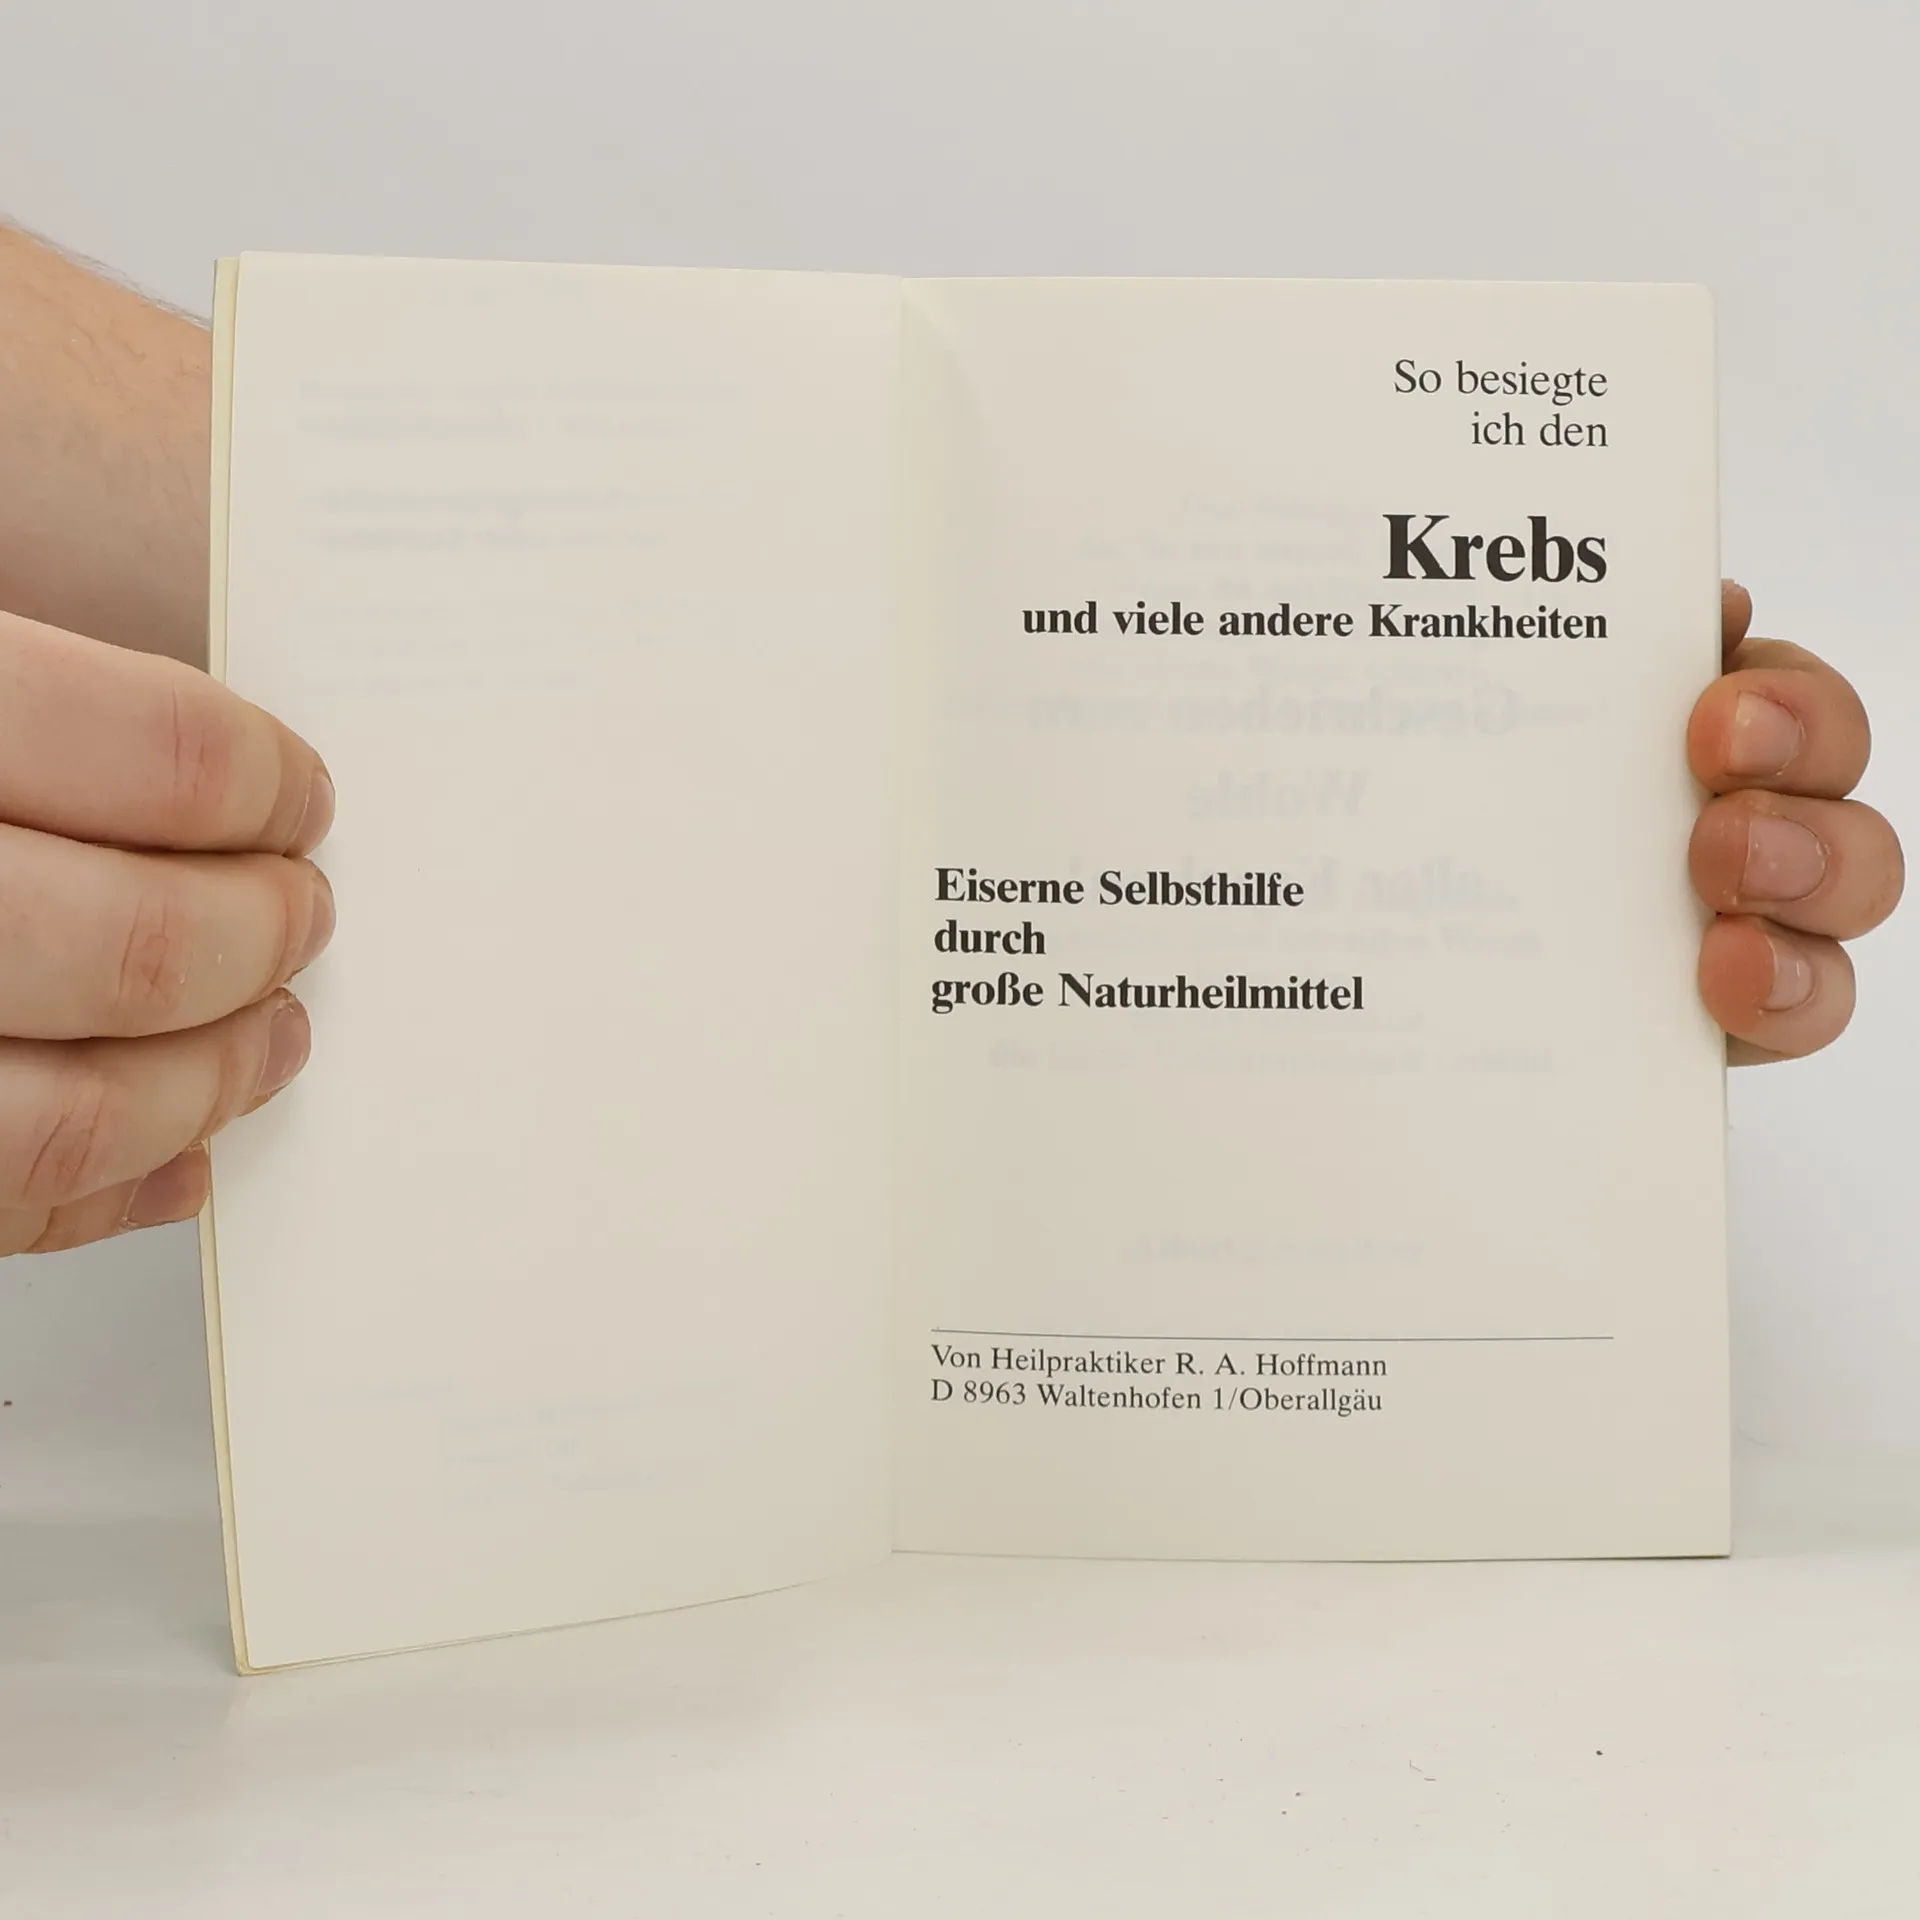 So besiegte
ich den
Krebs
und viele andere Krankheiten
Eiserne Selbsthilfe
durch
große Naturheilmittel
Von Heilpraktiker R. A. Hoffmann
D 8963 Waltenhofen 1/Oberallgäu